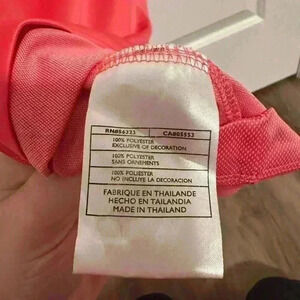 RN#56323 CA#05553
100% POLYESTER
EXCLUSIVE OF DECORATION
100% POLYESTER
SANS ORNEMENTS
100% POLYESTER
NO INCLUYE LA DECORACION
FABRIQUE EN THAILANDE
HECHO EN TAILANDIA
MADE IN THAILAND